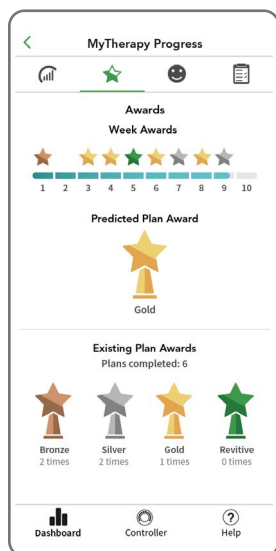 MyTherapy Progress
Awards
Week Awards
1 2 3 4 5 6 7 8 9 10
Predicted Plan Award
Gold
Existing Plan Awards
Plans completed: 6
Bronze Silver Gold Revitive
2 times 2 times 1 times 0 times
Dashboard Controller Help